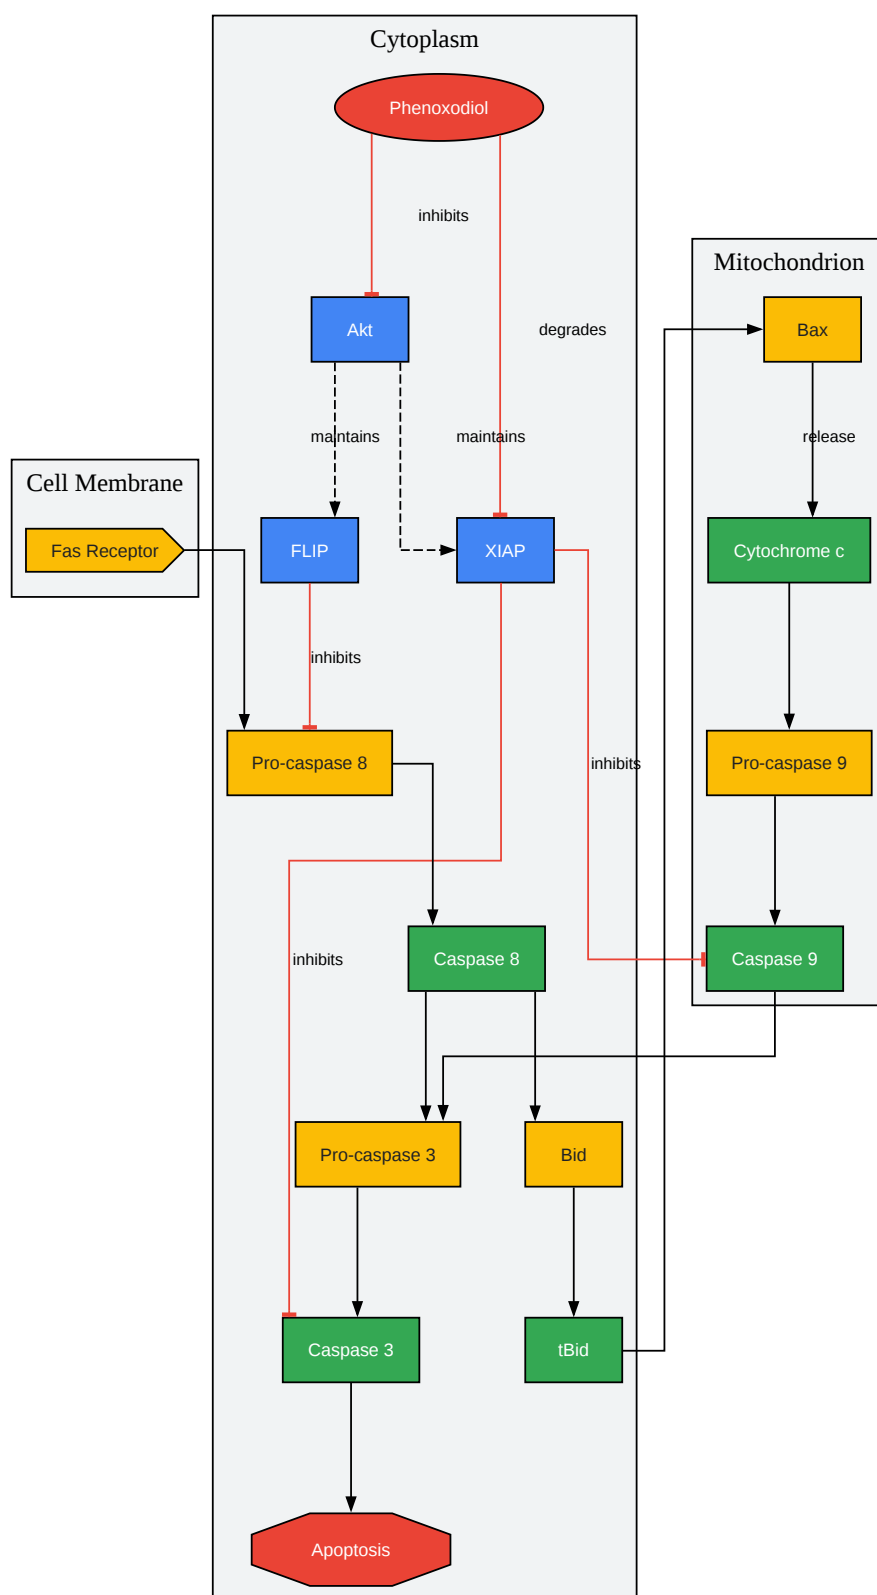 Cytoplasm
Phenoxodiol
inhibits
Mitochondrion
Akt
degrades
Bax
maintains
maintains
release
Cell Membrane
Fas Receptor
FLIP
XIAP
Cytochrome c
inhibits
Pro-caspase 8
inhibits
Pro-caspase 9
inhibits
Caspase 8
Caspase 9
Pro-caspase 3
Bid
Caspase 3
tBid
Apoptosis